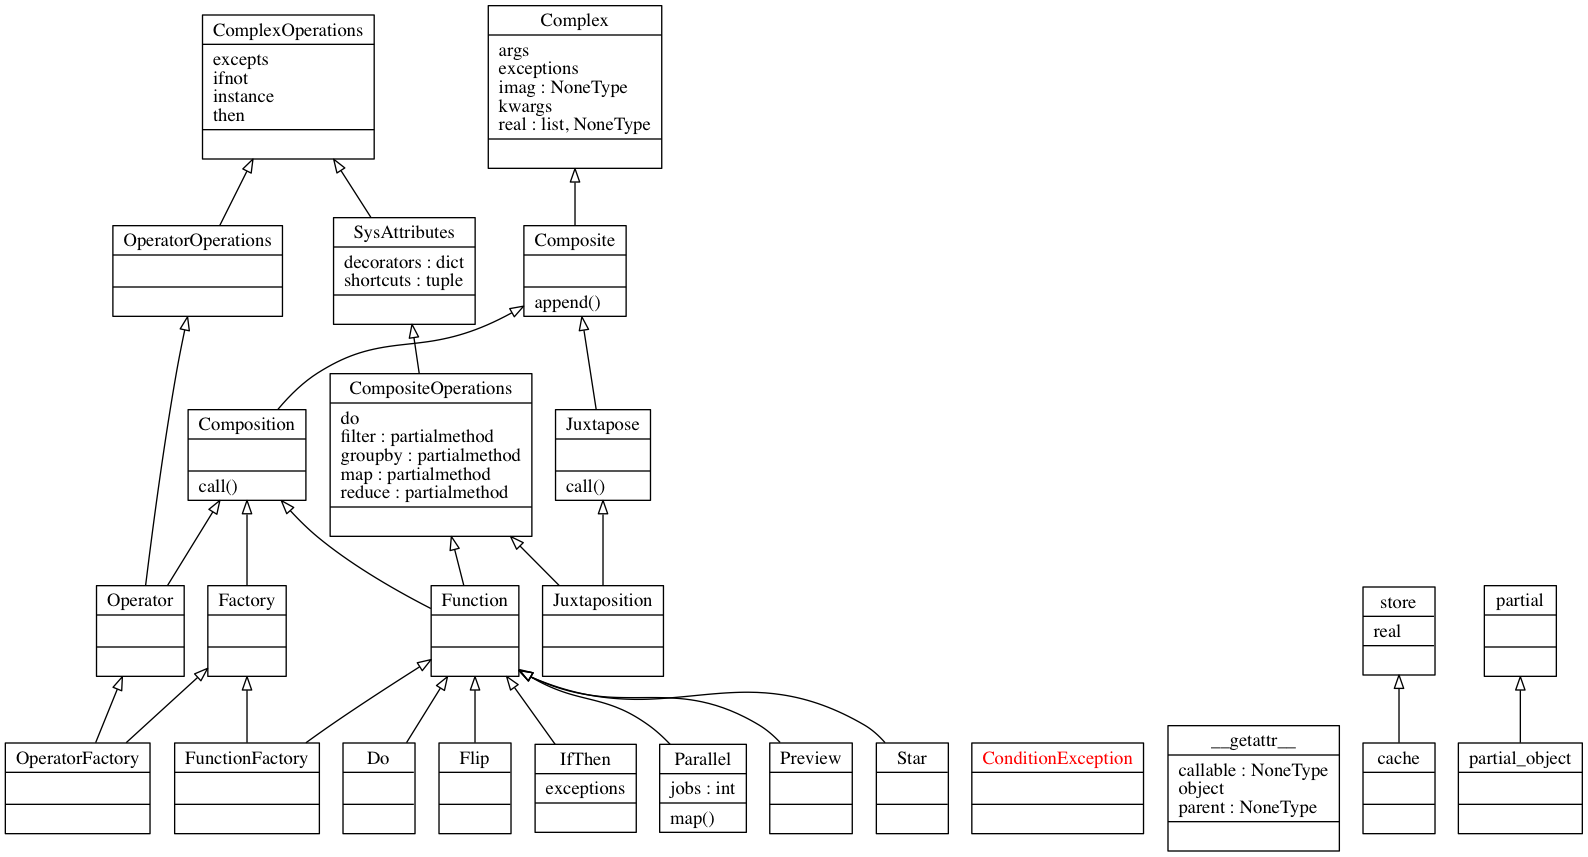 ComplexOperations
excepts
ifnot
instance
then
Complex
args
exceptions
imag : NoneType
kwargs
real : list, NoneType
OperatorOperations
SysAttributes
decorators : dict
shortcuts : tuple
Composite
append()
Composition
call()
CompositeOperations
do
filter : partialmethod
groupby : partialmethod
map : partialmethod
reduce : partialmethod
Juxtapose
call()
Operator
Factory
Function
Juxtaposition
store
real
partial
OperatorFactory
FunctionFactory
Do
Flip
IfThen
exceptions
Parallel
jobs : int
map()
Preview
Star
ConditionException
__getattr__
callable : NoneType
object
parent : NoneType
cache
partial_object